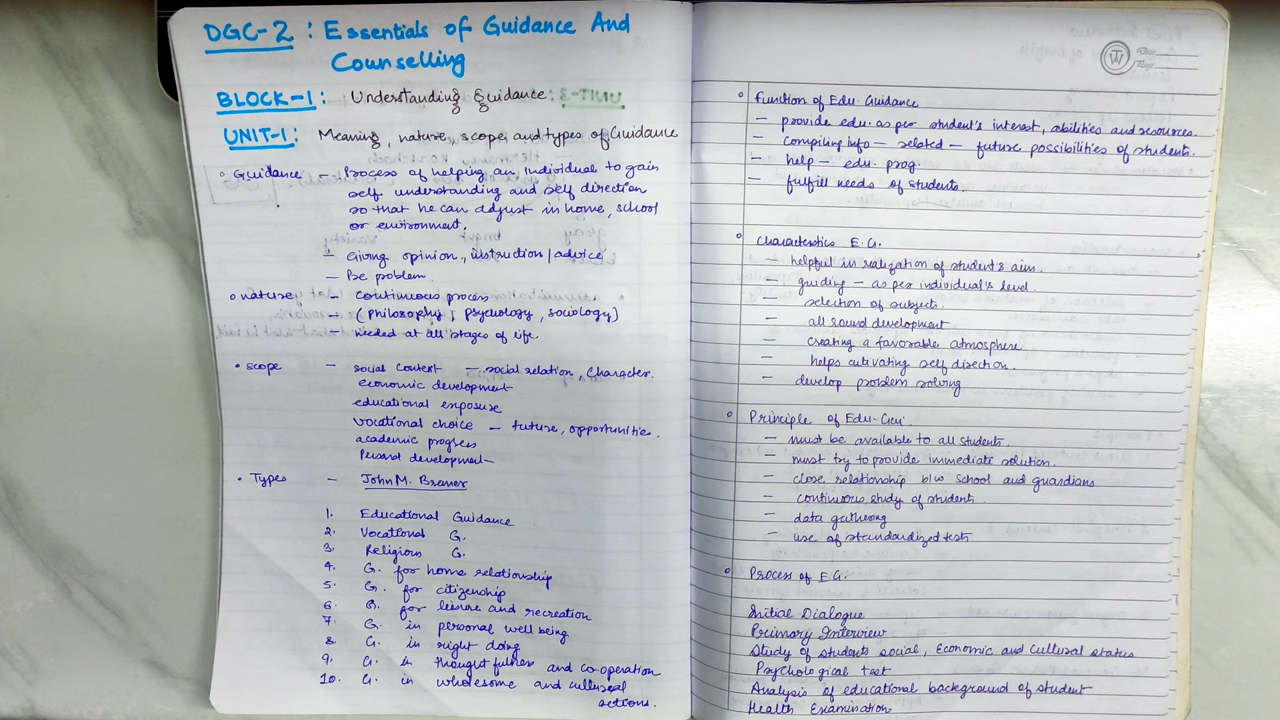 DGC-2 : Essentials of Guidance And
Counselling
BLOCK-1: Understanding Guidance:
UNIT-1: Meaning, nature, scope, and types of Guidance
Guidance - Process of helping an individual to gain
self understanding and self direction
so that he can adjust in home, school
or environment.
- Giving opinion, instruction / advice
- Pre problem
nature - continuous process
- (Philosophy, psychology, sociology)
- needed at all stages of life
scope - social context - social relation, character.
economic development
educational exposure
vocational choice - future, opportunities.
academic progress
Personal development
Types - John M. Brewer
1. Educational Guidance
2. Vocational G.
3. Religious G.
4. G. for home relationship
5. G. for citizenship
6. G. for leisure and recreation
7. G. in personal well being
8. G. in right doing
9. G. in thoughtfulness and co-operation
10. G. in wholesome and cultural
actions.
Function of Edu. Guidance
- provide edu. as per student's interest, abilities and resources.
- compiling info - related - future possibilities of students.
- help - edu. prog.
- fulfill needs of students.
Characteristics E.G.
- helpful in realization of student's aim.
- guiding - as per individual's level.
- selection of subjects.
- all round development
- creating a favorable atmosphere
- helps cultivating self direction.
- develop problem solving
Principle of Edu-Gui
- must be available to all students.
- must try to provide immediate solution.
- close relationship b/w school and guardians
- continuous study of students
- data gathering
- use of standardized tests
Process of E.G.
Initial Dialogue
Primary Interview
Study of students social, Economic and cultural status
Psychological test
Analysis of educational background of student
Health Examination